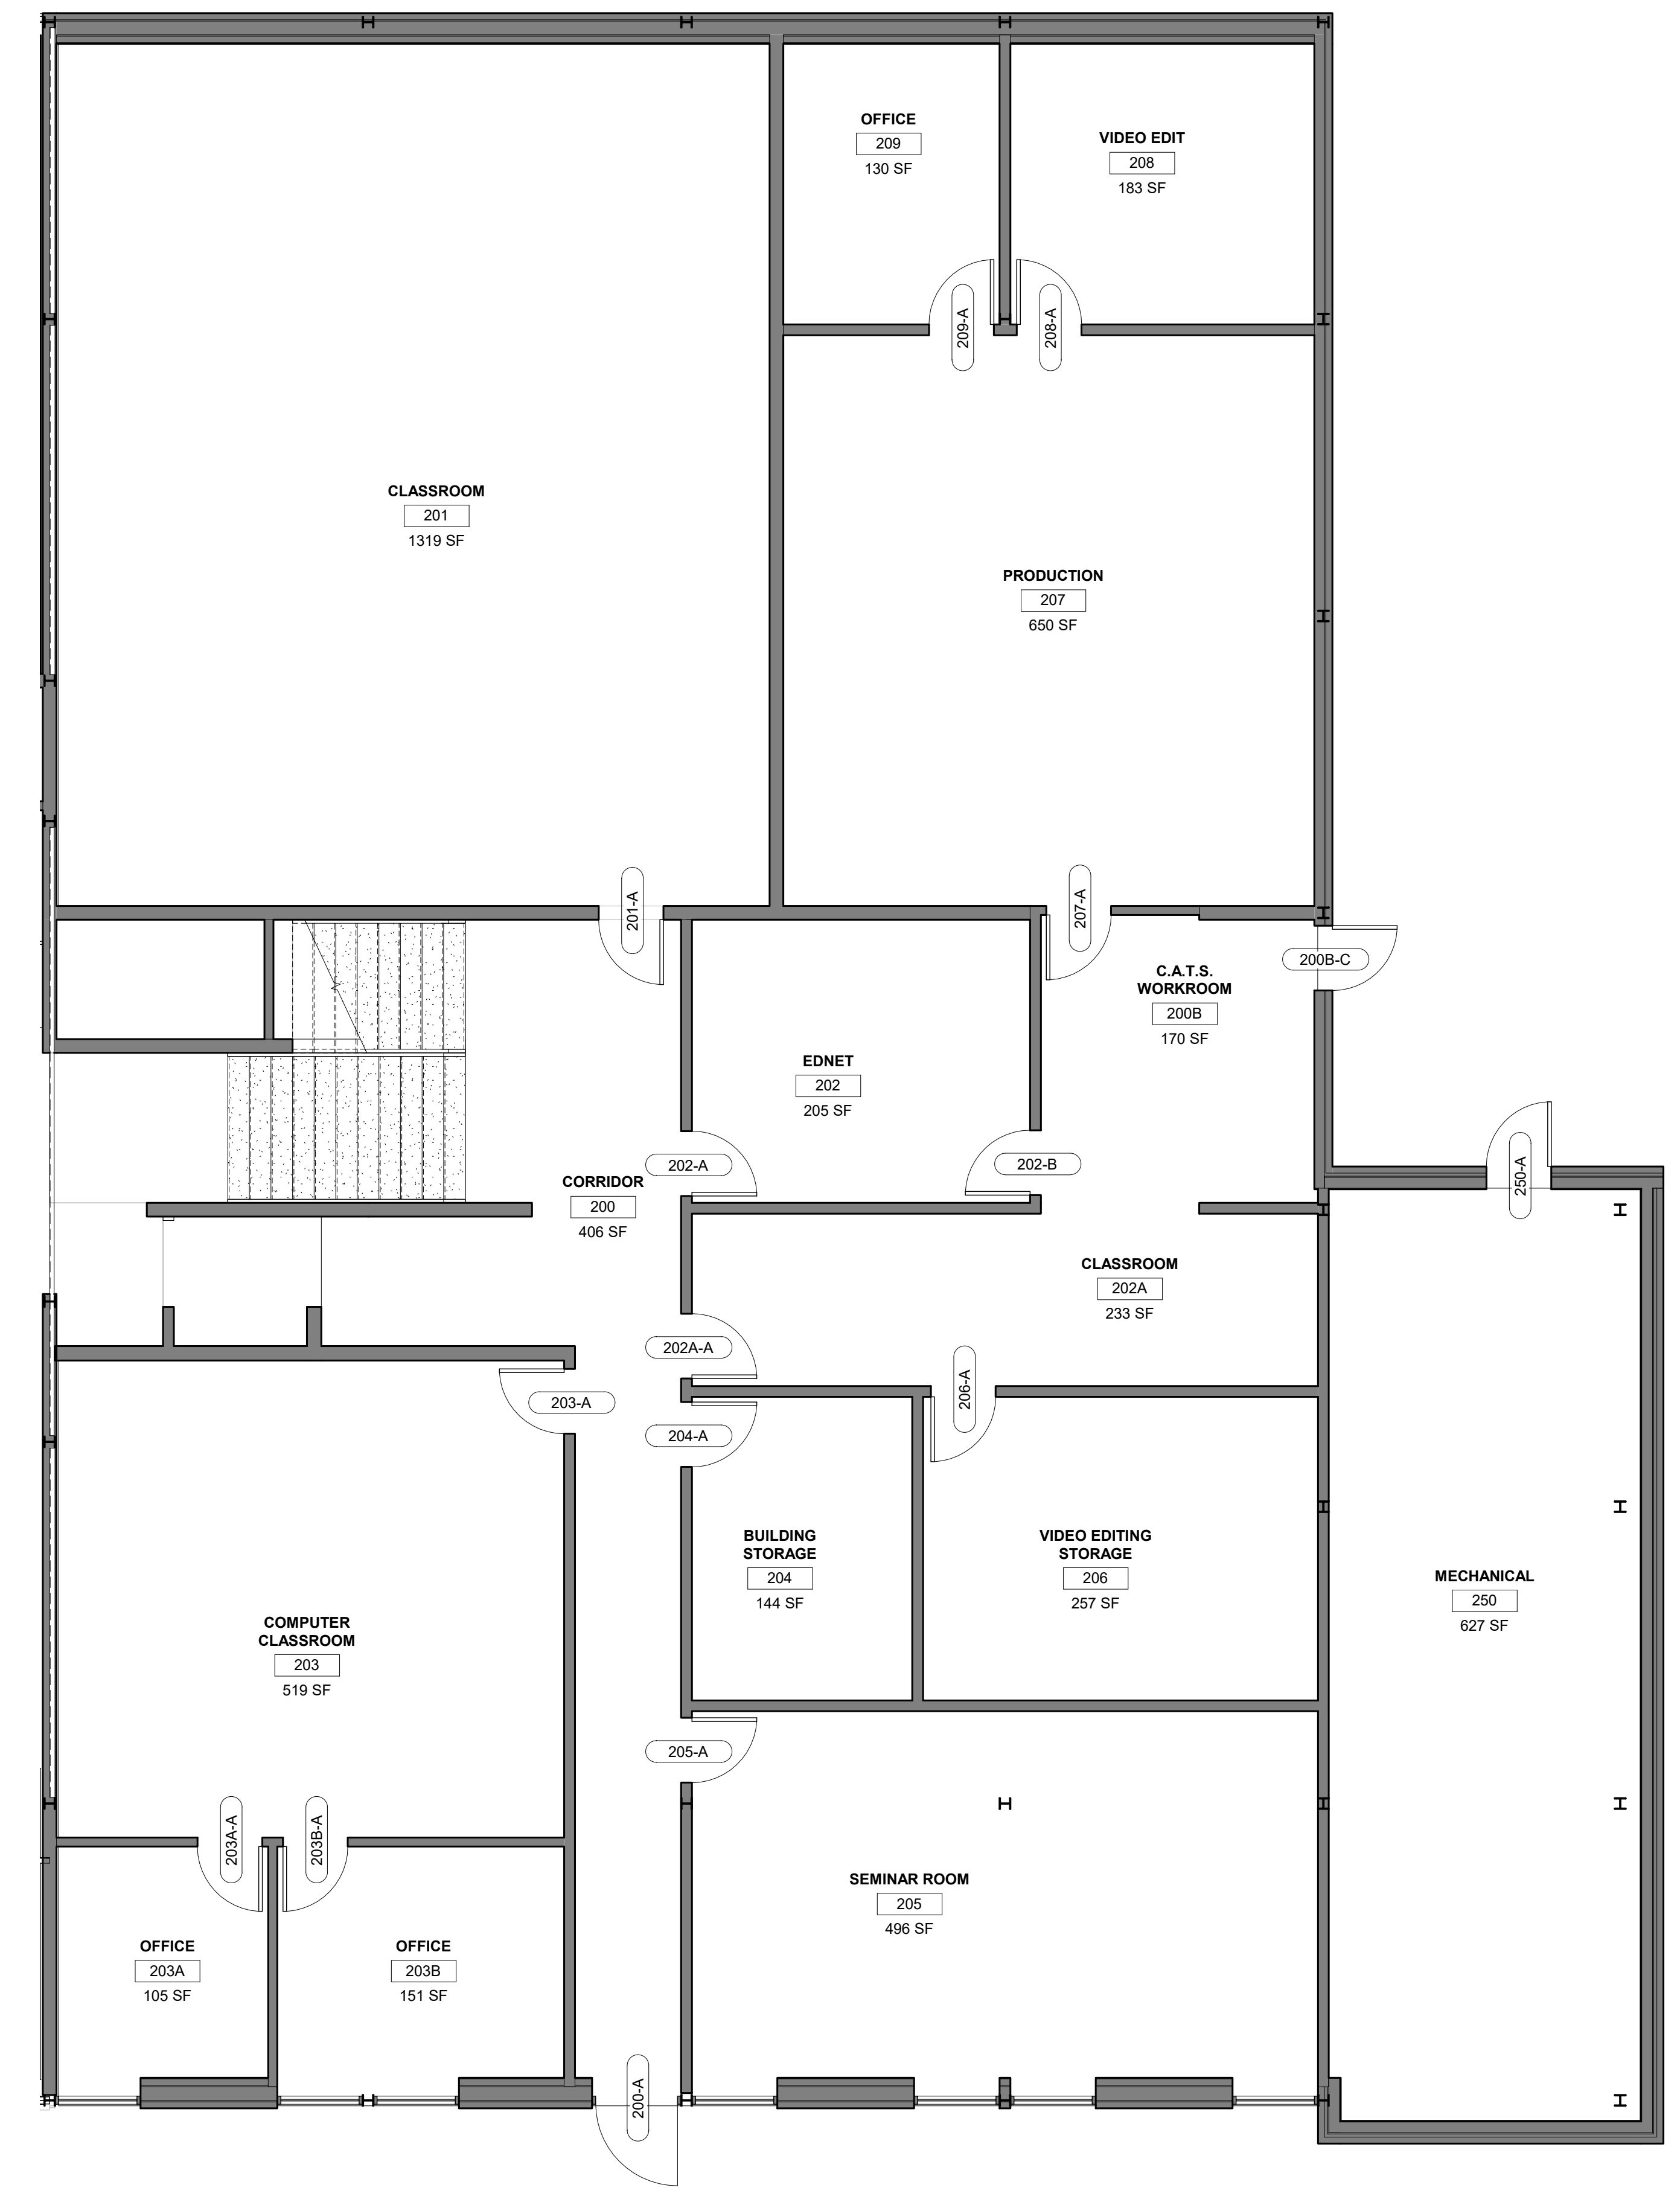 OFFICE
209
130 SF
VIDEO EDIT
208
183 SF
209-A
208-A
CLASSROOM
201
1319 SF
PRODUCTION
207
650 SF
201-A
207-A
200B-C
C.A.T.S.
WORKROOM
200B
170 SF
EDNET
202
205 SF
202-A
202-B
250-A
CORRIDOR
200
406 SF
CLASSROOM
202A
233 SF
202A-A
203-A
206-A
204-A
BUILDING
STORAGE
204
144 SF
VIDEO EDITING
STORAGE
206
257 SF
MECHANICAL
250
627 SF
COMPUTER
CLASSROOM
203
519 SF
205-A
203A-A
203B-A
SEMINAR ROOM
205
496 SF
OFFICE
203A
105 SF
OFFICE
203B
151 SF
200-A